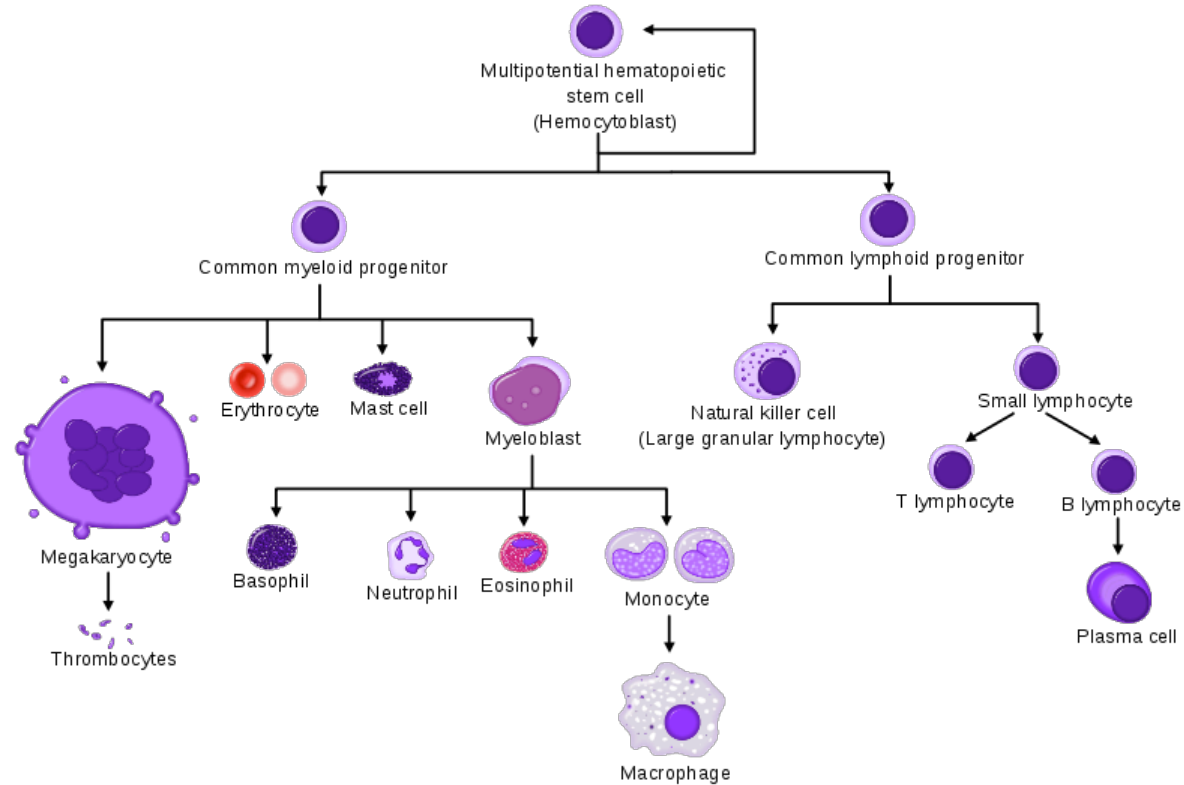 Multipotential hematopoietic
stem cell
(Hemocytoblast)
Common myeloid progenitor
Common lymphoid progenitor
Erythrocyte
Mast cell
Myeloblast
Natural killer cell
(Large granular lymphocyte)
Small lymphocyte
T lymphocyte
B lymphocyte
Megakaryocyte
Basophil
Neutrophil
Eosinophil
Monocyte
Plasma cell
Thrombocytes
Macrophage